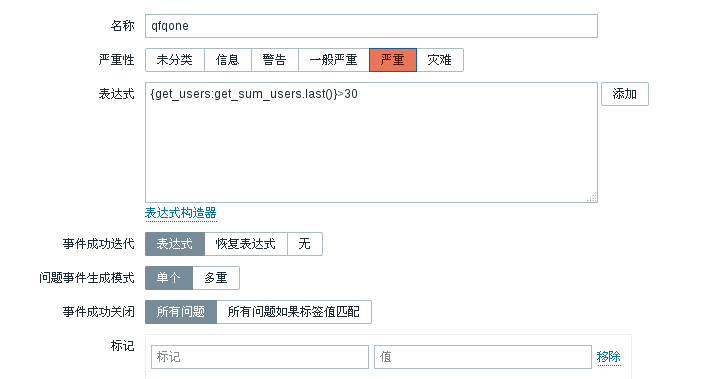 名称 qfqone
严重性 未分类 信息 警告 一般严重 严重 灾难
表达式 {get_users:get_sum_users.last()}>30 添加
表达式构造器
事件成功迭代 表达式 恢复表达式 无
问题事件生成模式 单个 多重
事件成功关闭 所有问题 所有问题如果标签值匹配
标记 标记 值 移除